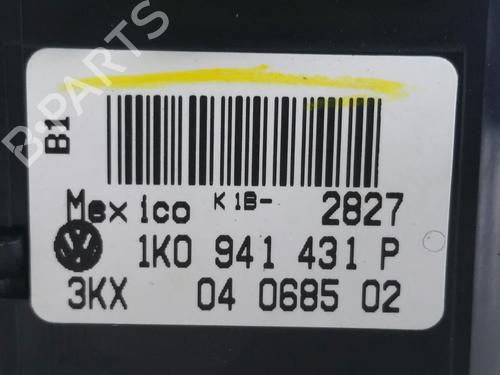 B1
Mexico K1B- 2827
1K0 941 431 P
3KX 04 0685 02
B-PARTS